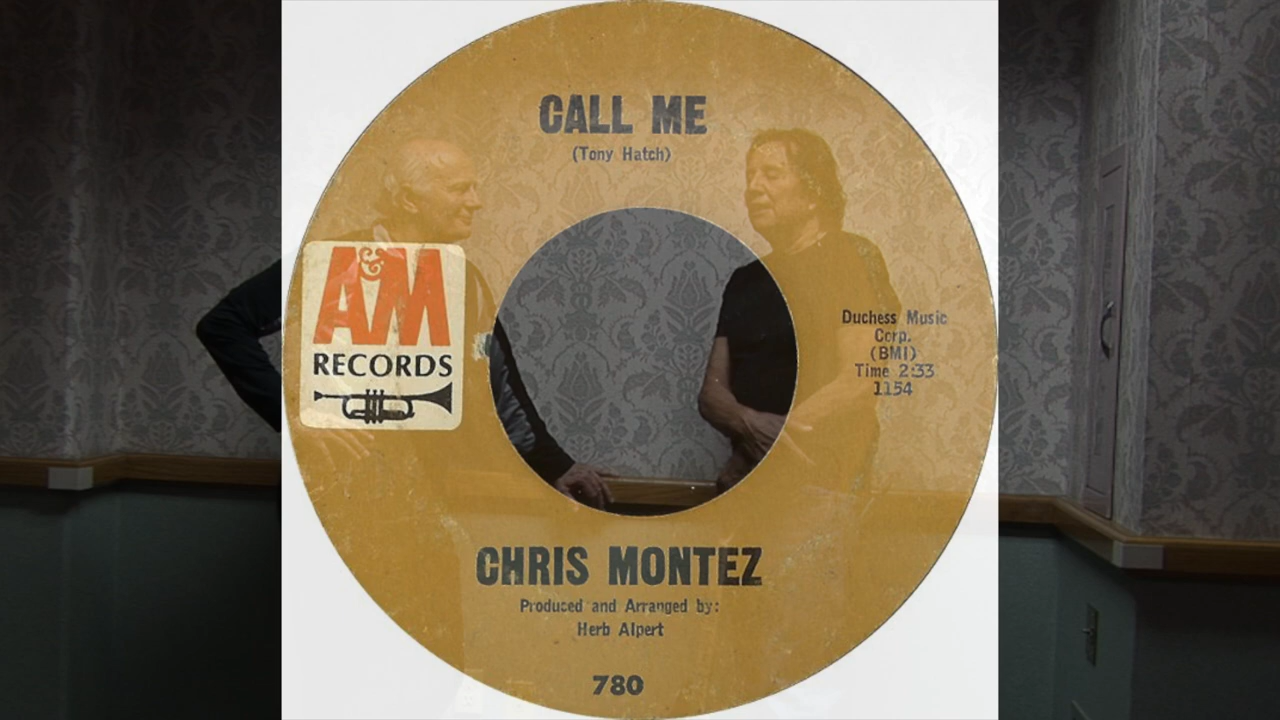 CALL ME
(Tony Hatch)
A&M
RECORDS
Duchess Music
Corp.
(BMI)
Time 2:33
1154
CHRIS MONTEZ
Produced and Arranged by:
Herb Alpert
780